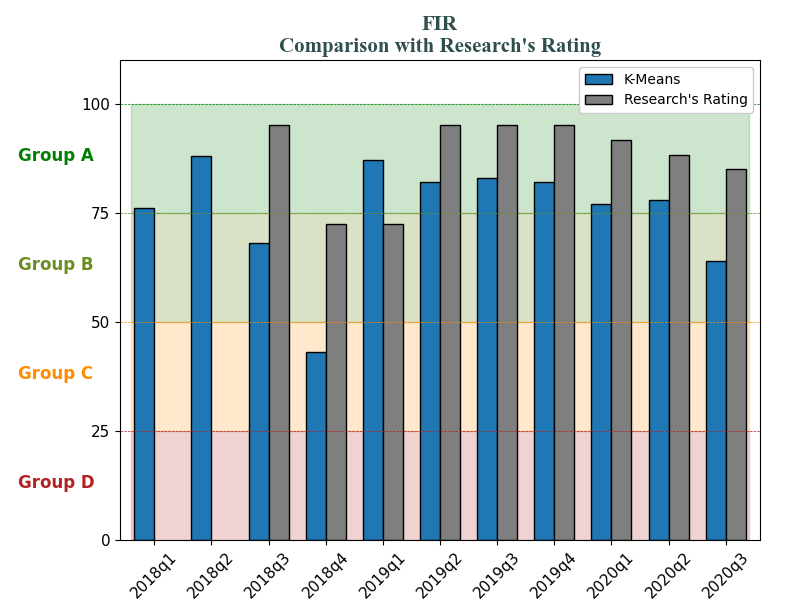 FIR
Comparison with Research's Rating
K-Means
Research's Rating
100
Group A
75
Group B
50
Group C
25
Group D
0
2018q1 2018q2 2018q3 2018q4 2019q1 2019q2 2019q3 2019q4 2020q1 2020q2 2020q3